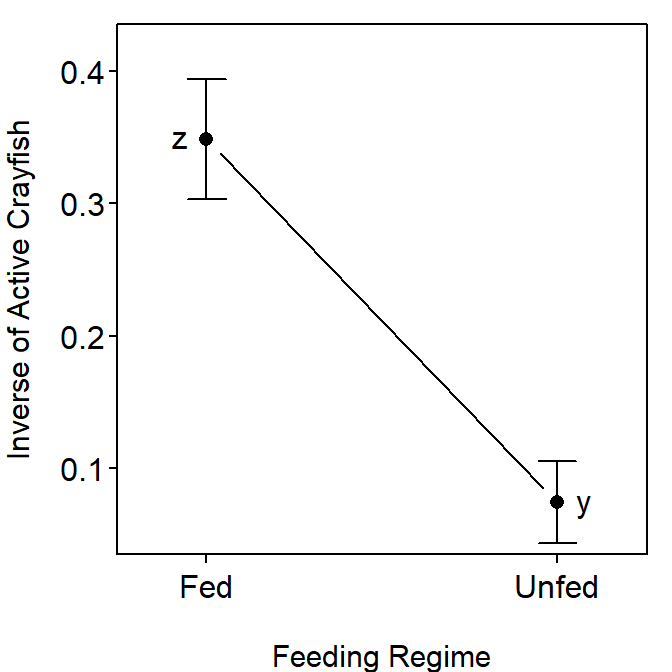 Inverse of Active Crayfish
0.4
0.3
0.2
0.1
z
y
Fed
Unfed
Feeding Regime